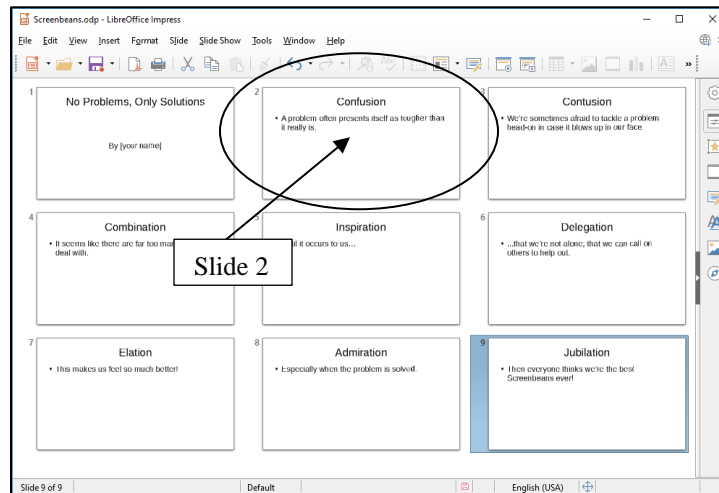 Screenbeans.odp - LibreOffice Impress
File Edit View Insert Format Slide Slide Show Tools Window Help
1
No Problems, Only Solutions
By [your name]
2
Confusion
• A problem often presents itself as tougher than
it really is.
3
Contusion
• We're sometimes afraid to tackle a problem
head-on in case it blows up in our face.
4
Combination
• It seems like there are far too
deal with.
5
Inspiration
it occurs to us...
6
Delegation
• ...that we're not alone, that we can call on
others to help out.
Slide 2
7
Elation
• This makes us feel so much better!
8
Admiration
• Especially when the problem is solved.
9
Jubilation
• Then everyone thinks we're the best
Screenbeans ever!
Slide 9 of 9
Default
English (USA)